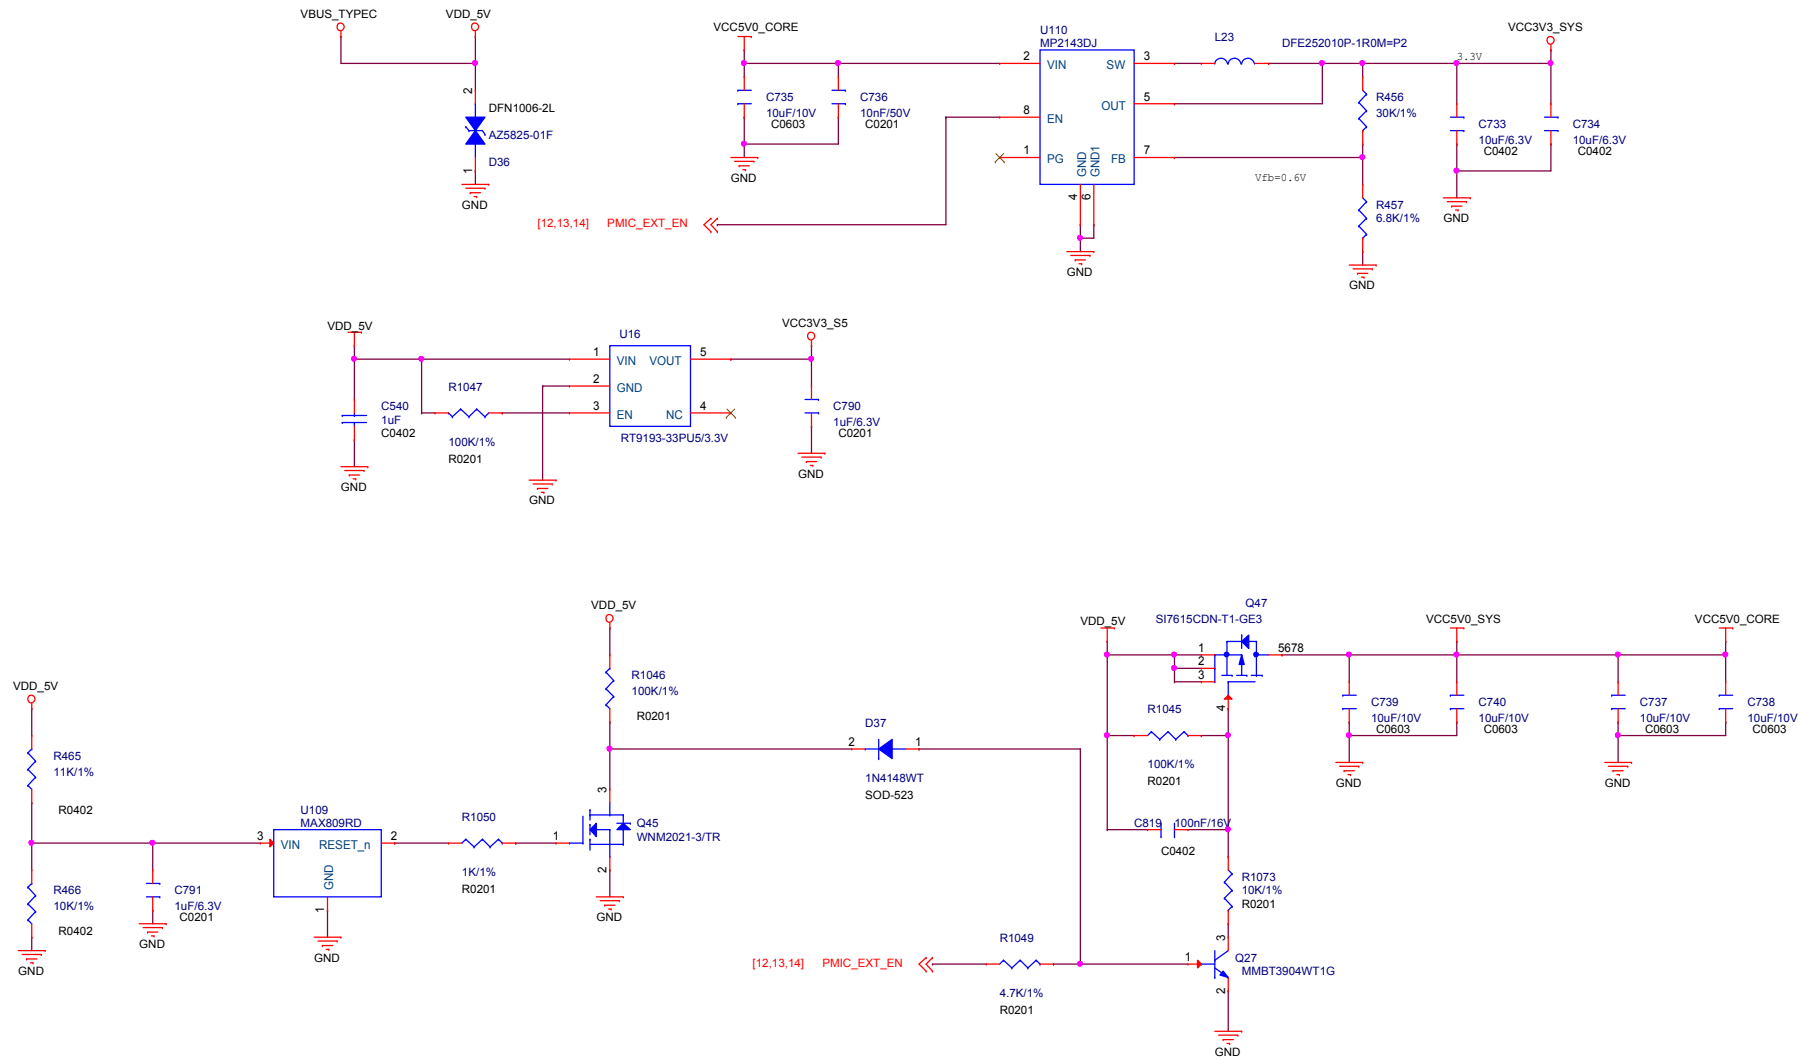 VBUS_TYPEC
VDD_5V
2
DFN1006-2L
AZ5825-01F
D36
1
GND
VCC5V0_CORE
C735
10uF/10V
C0603
C736
10nF/50V
C0201
GND
U110
MP2143DJ
2
VIN
SW
3
OUT
5
8
EN
1
PG
FB
7
GND
GND1
4
6
GND
L23
DFE252010P-1R0M=P2
VCC3V3_SYS
3.3V
R456
30K/1%
C733
10uF/6.3V
C0402
C734
10uF/6.3V
C0402
Vfb=0.6V
R457
6.8K/1%
GND
GND
[12,13,14] PMIC_EXT_EN
VDD_5V
U16
VCC3V3_S5
1
VIN
VOUT
5
2
GND
3
EN
NC
4
RT9193-33PU5/3.3V
R1047
100K/1%
R0201
C540
1uF
C0402
GND
GND
C790
1uF/6.3V
C0201
GND
VDD_5V
R465
11K/1%
R0402
R466
10K/1%
R0402
GND
C791
1uF/6.3V
C0201
GND
U109
MAX809RD
3
VIN
RESET_n
2
GND
1
GND
R1050
1K/1%
R0201
VDD_5V
R1046
100K/1%
R0201
3
1
Q45
WNM2021-3/TR
2
GND
D37
2
1
1N4148WT
SOD-523
[12,13,14] PMIC_EXT_EN
R1049
4.7K/1%
R0201
Q47
SI7615CDN-T1-GE3
VDD_5V
1
2
3
5678
4
R1045
100K/1%
R0201
C819
100nF/16V
C0402
R1073
10K/1%
R0201
3
1
Q27
MMBT3904WT1G
2
GND
VCC5V0_SYS
VCC5V0_CORE
C739
10uF/10V
C0603
C740
10uF/10V
C0603
C737
10uF/10V
C0603
C738
10uF/10V
C0603
GND
GND